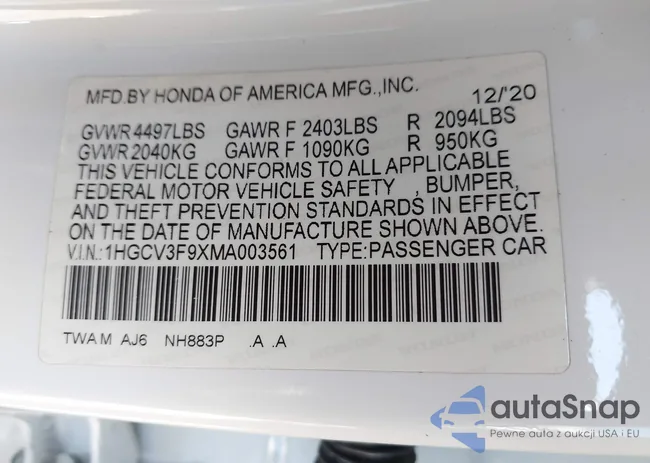 MFD.BY HONDA OF AMERICA MFG.,INC. 12/'20
GVWR 4497LBS GAWR F 2403LBS R 2094LBS
GVWR 2040KG GAWR F 1090KG R 950KG
THIS VEHICLE CONFORMS TO ALL APPLICABLE
FEDERAL MOTOR VEHICLE SAFETY , BUMPER,
AND THEFT PREVENTION STANDARDS IN EFFECT
ON THE DATE OF MANUFACTURE SHOWN ABOVE.
V.I.N.:1HGCV3F9XMA003561 TYPE:PASSENGER CAR
TWAM AJ6 NH883P .A .A
autaSnap
Pewne auta z aukcji USA i EU